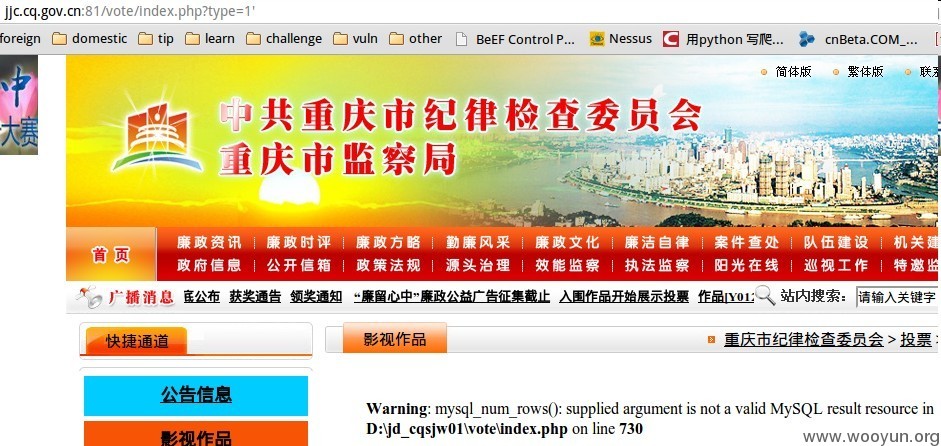 jjc.cq.gov.cn:81/vote/index.php?type=1'
foreign domestic tip learn challenge vuln other BeEF Control P... Nessus 用python 写爬... cnBeta.COM_...
冲
大赛
简体版 繁体版 联系
中共重庆市纪律检查委员会
重庆市监察局
首页
廉政资讯 廉政时评 廉政方略 勤廉风采 廉政文化 廉洁自律 案件查处 队伍建设 机关建
政府信息 公开信箱 政策法规 源头治理 效能监察 执法监察 阳光在线 巡视工作 特邀监
广播消息 公布 获奖通告 领奖通知 “廉留心中”廉政公益广告征集截止 入围作品开始展示投票 作品[Y012 站内搜索: 请输入关键字
快捷通道
影视作品 重庆市纪律检查委员会 > 投票 >
公告信息
影视作品
Warning: mysql_num_rows(): supplied argument is not a valid MySQL result resource in
D:\jd_cqsjw01\vote\index.php on line 730
www.wooyun.org